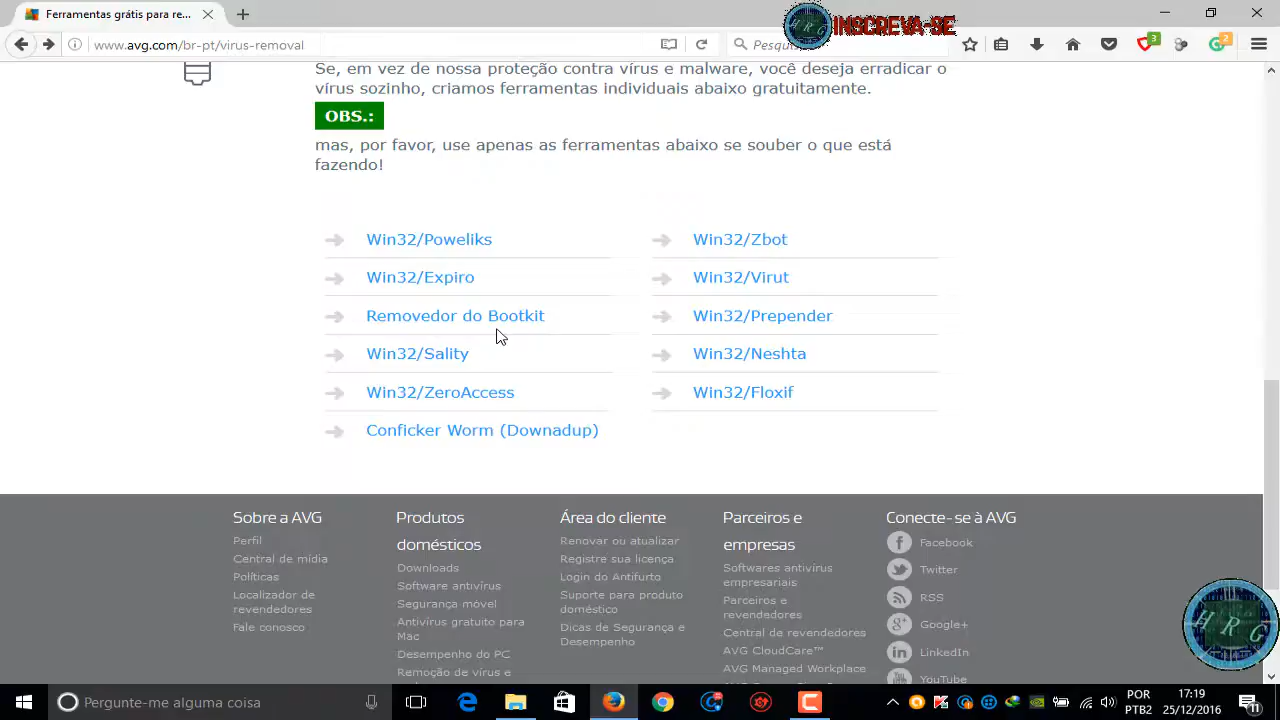 Ferramentas grátis para re...
INSCREVA-SE
HRG
www.avg.com/br-pt/virus-removal
Pesqu
3
2
Se, em vez de nossa proteção contra vírus e malware, você deseja erradicar o
vírus sozinho, criamos ferramentas individuais abaixo gratuitamente.
OBS.:
mas, por favor, use apenas as ferramentas abaixo se souber o que está
fazendo!
Win32/Poweliks
Win32/Zbot
Win32/Expiro
Win32/Virut
Removedor do Bootkit
Win32/Prepender
Win32/Sality
Win32/Neshta
Win32/ZeroAccess
Win32/Floxif
Conficker Worm (Downadup)
Sobre a AVG
Perfil
Central de mídia
Políticas
Localizador de
revendedores
Fale conosco
Produtos
domésticos
Downloads
Software antivírus
Segurança móvel
Antivírus gratuito para
Mac
Desempenho do PC
Remoção de vírus e
Área do cliente
Renovar ou atualizar
Registre sua licença
Login do Antifurto
Suporte para produto
doméstico
Dicas de Segurança e
Desempenho
Parceiros e
empresas
Softwares antivírus
empresariais
Parceiros e
revendedores
Central de revendedores
AVG CloudCare™
AVG Managed Workplace
Conecte-se à AVG
Facebook
Twitter
RSS
Google+
LinkedIn
YouTube
HRG
Pergunte-me alguma coisa
POR
PTB2
17:19
25/12/2016
11